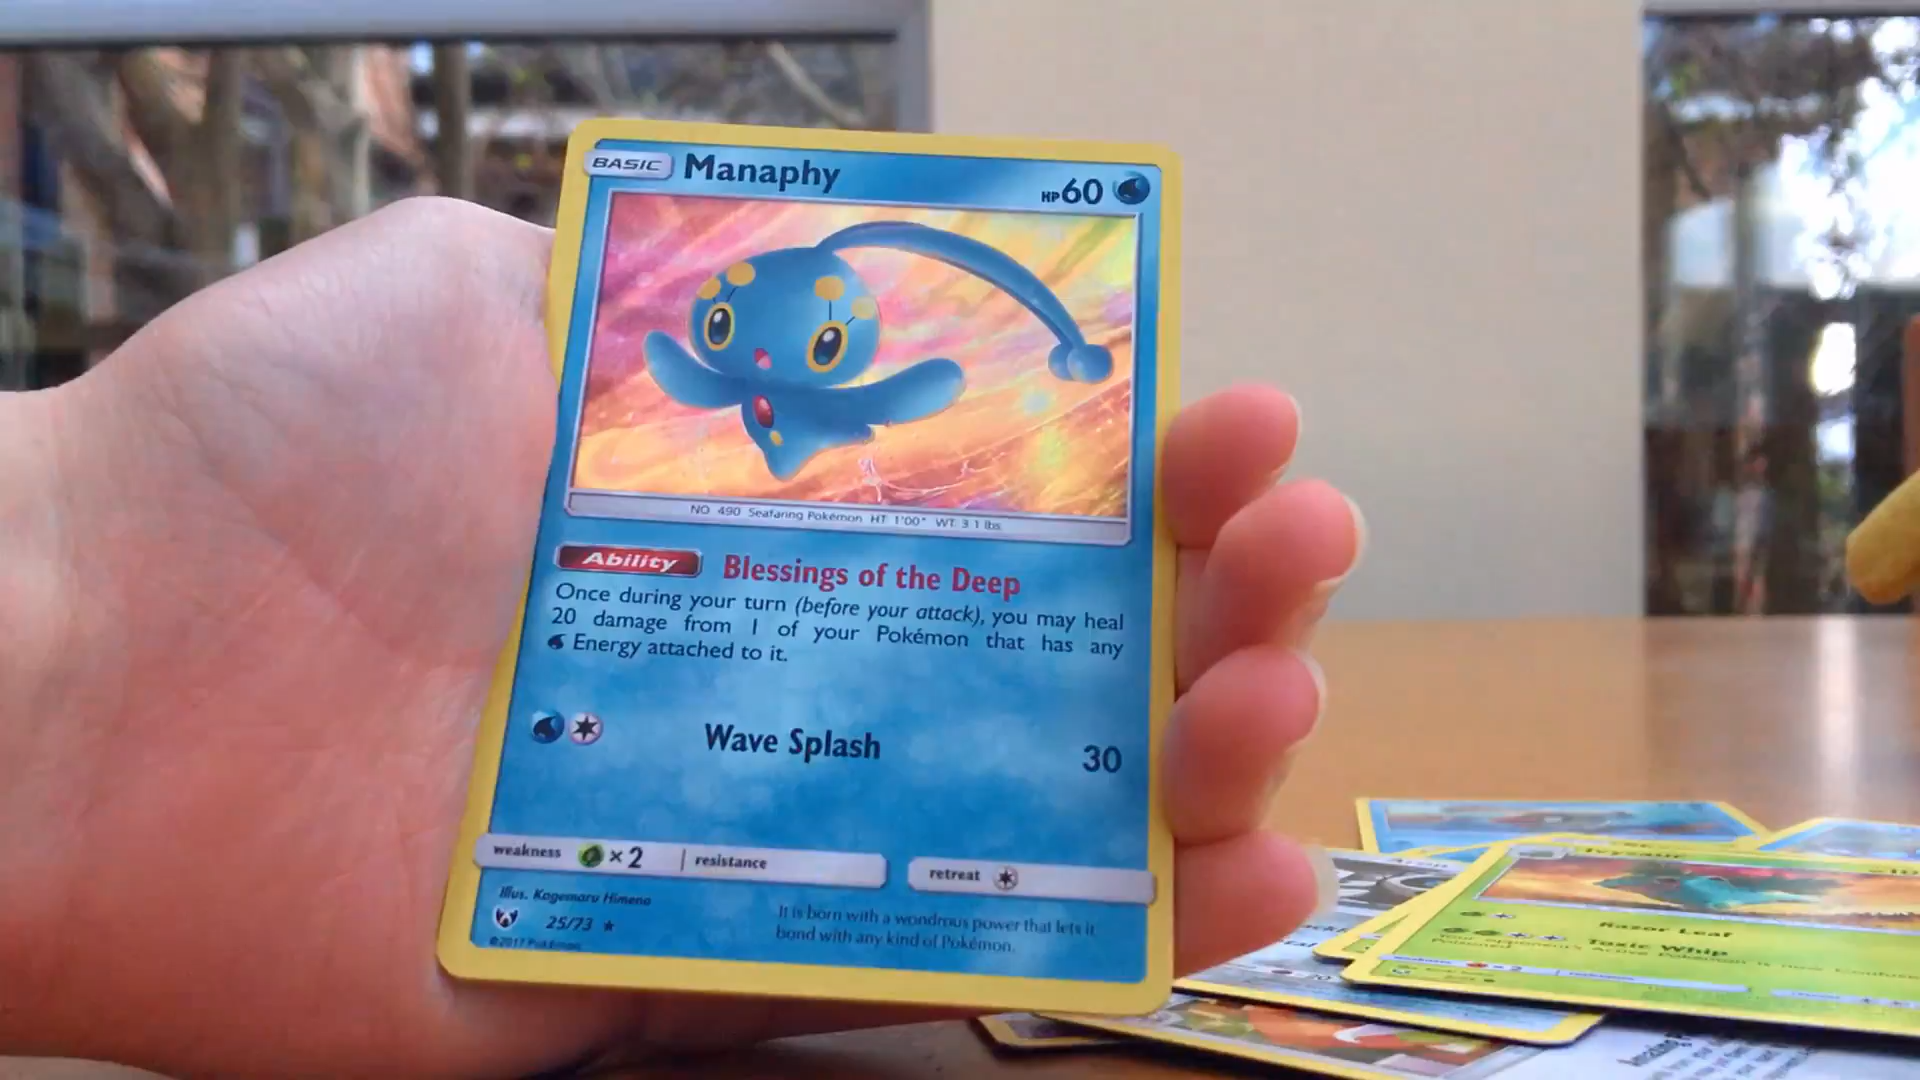 BASIC Manaphy HP60
NO. 490 Seafaring Pokémon HT: 1'00" WT: 3.1 lbs.
Ability Blessings of the Deep
Once during your turn (before your attack), you may heal
20 damage from 1 of your Pokémon that has any
Energy attached to it.
Wave Splash 30
weakness ×2 resistance retreat
Illus. Kagemaru Himeno
25/73
©2017 Pokémon
It is born with a wondrous power that lets it
bond with any kind of Pokémon.
Ivysaur
Razor Leaf
Toxic Whip